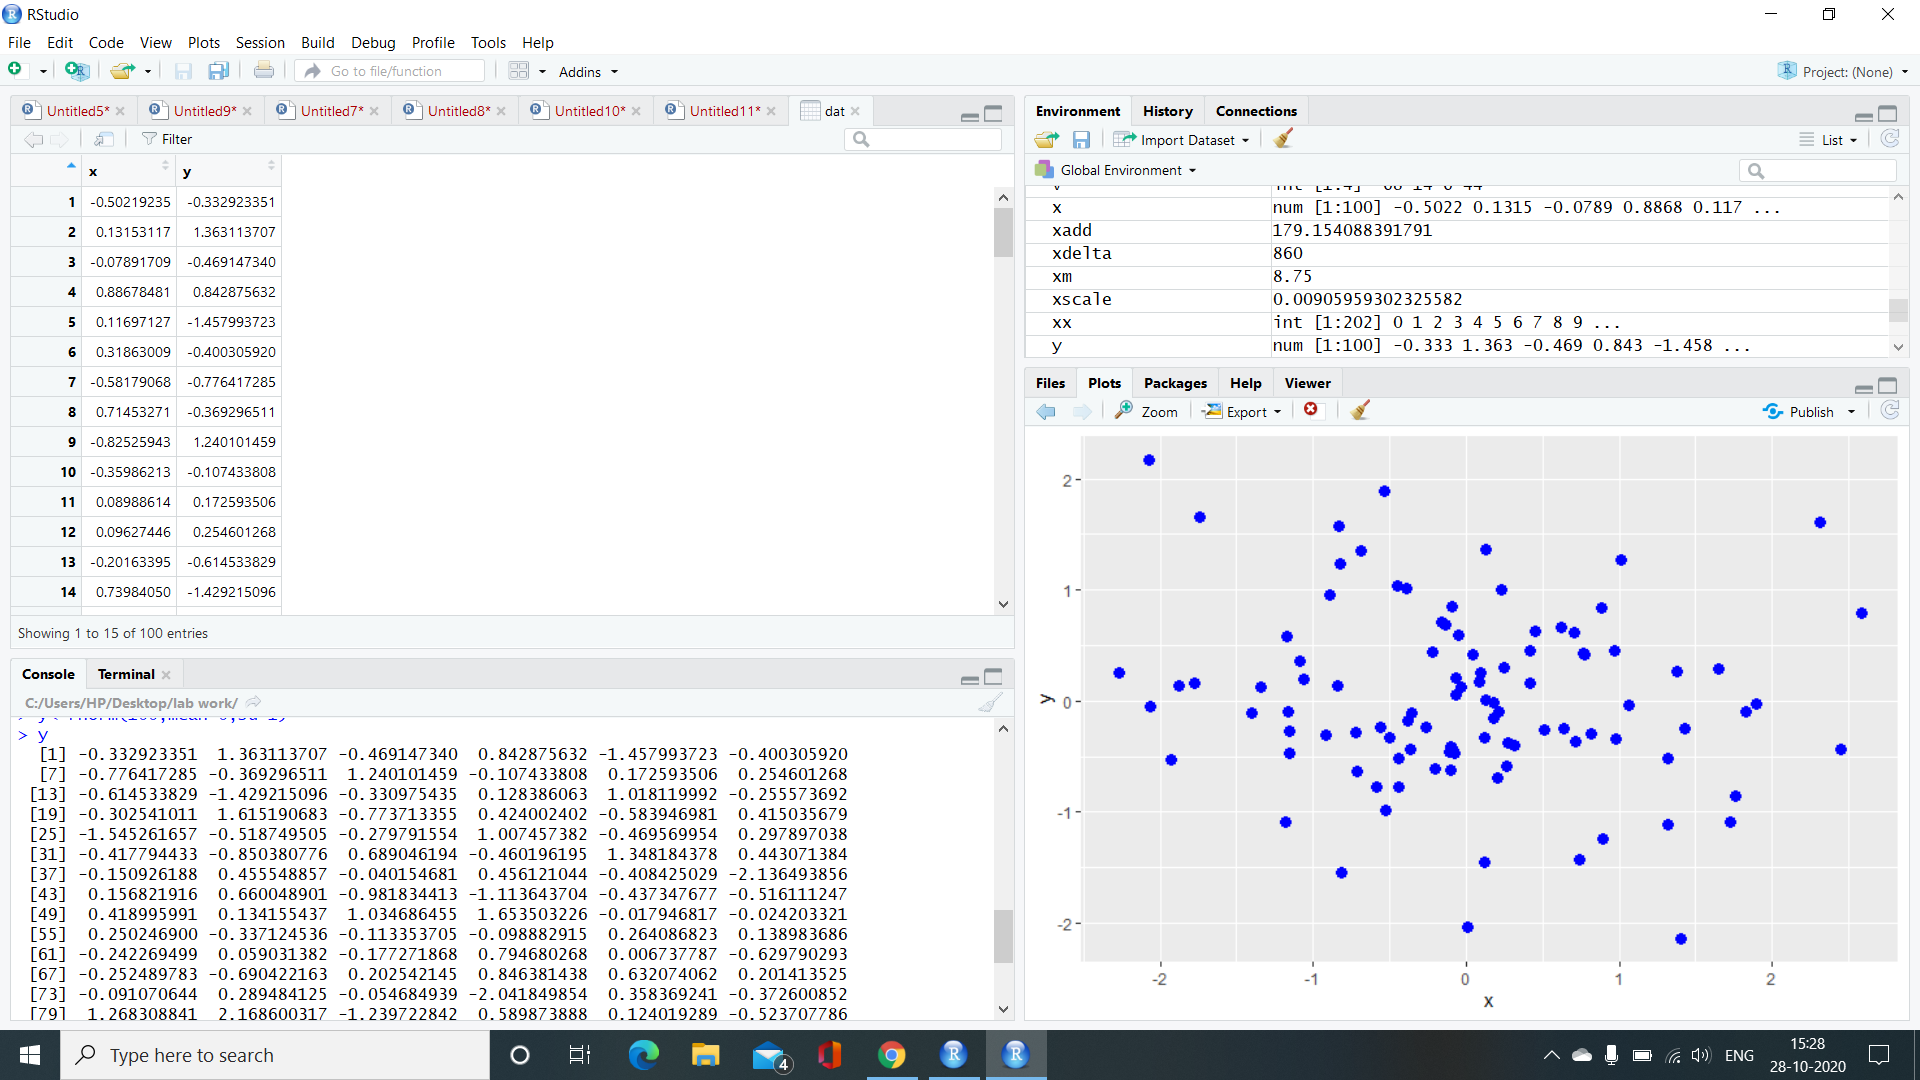 RStudio
File Edit Code View Plots Session Build Debug Profile Tools Help
Go to file/function Addins Project: (None)
Untitled5* Untitled9* Untitled7* Untitled8* Untitled10* Untitled11* dat
Filter
x y
1 -0.50219235 -0.332923351
2 0.13153117 1.363113707
3 -0.07891709 -0.469147340
4 0.88678481 0.842875632
5 0.11697127 -1.457993723
6 0.31863009 -0.400305920
7 -0.58179068 -0.776417285
8 0.71453271 -0.369296511
9 -0.82525943 1.240101459
10 -0.35986213 -0.107433808
11 0.08988614 0.172593506
12 0.09627446 0.254601268
13 -0.20163395 -0.614533829
14 0.73984050 -1.429215096
Showing 1 to 15 of 100 entries
Console Terminal
C:/Users/HP/Desktop/lab work/
> y
[1] -0.332923351 1.363113707 -0.469147340 0.842875632 -1.457993723 -0.400305920
[7] -0.776417285 -0.369296511 1.240101459 -0.107433808 0.172593506 0.254601268
[13] -0.614533829 -1.429215096 -0.330975435 0.128386063 1.018119992 -0.255573692
[19] -0.302541011 1.615190683 -0.773713355 0.424002402 -0.583946981 0.415035679
[25] -1.545261657 -0.518749505 -0.279791554 1.007457382 -0.469569954 0.297897038
[31] -0.417794433 -0.850380776 0.689046194 -0.460196195 1.348184378 0.443071384
[37] -0.150926188 0.455548857 -0.040154681 0.456121044 -0.408425029 -2.136493856
[43] 0.156821916 0.660048901 -0.981834413 -1.113643704 -0.437347677 -0.516111247
[49] 0.418995991 0.134155437 1.034686455 1.653503226 -0.017946817 -0.024203321
[55] 0.250246900 -0.337124536 -0.113353705 -0.098882915 0.264086823 0.138983686
[61] -0.242269499 0.059031382 -0.177271868 0.794680268 0.006737787 -0.629790293
[67] -0.252489783 -0.690422163 0.202542145 0.846381438 0.632074062 0.201413525
[73] -0.091070644 0.289484125 -0.054684939 -2.041849854 0.358369241 -0.372600852
[79] 1.268308841 2.168600317 -1.239722842 0.589873888 0.124019289 -0.523707786
Environment History Connections
Import Dataset List
Global Environment
x num [1:100] -0.5022 0.1315 -0.0789 0.8868 0.117 ...
xadd 179.154088391791
xdelta 860
xm 8.75
xscale 0.00905959302325582
xx int [1:202] 0 1 2 3 4 5 6 7 8 9 ...
y num [1:100] -0.333 1.363 -0.469 0.843 -1.458 ...
Files Plots Packages Help Viewer
Zoom Export Publish
2
1
0
-1
-2
y
-2 -1 0 1 2
x
Type here to search
4
ENG
15:28
28-10-2020